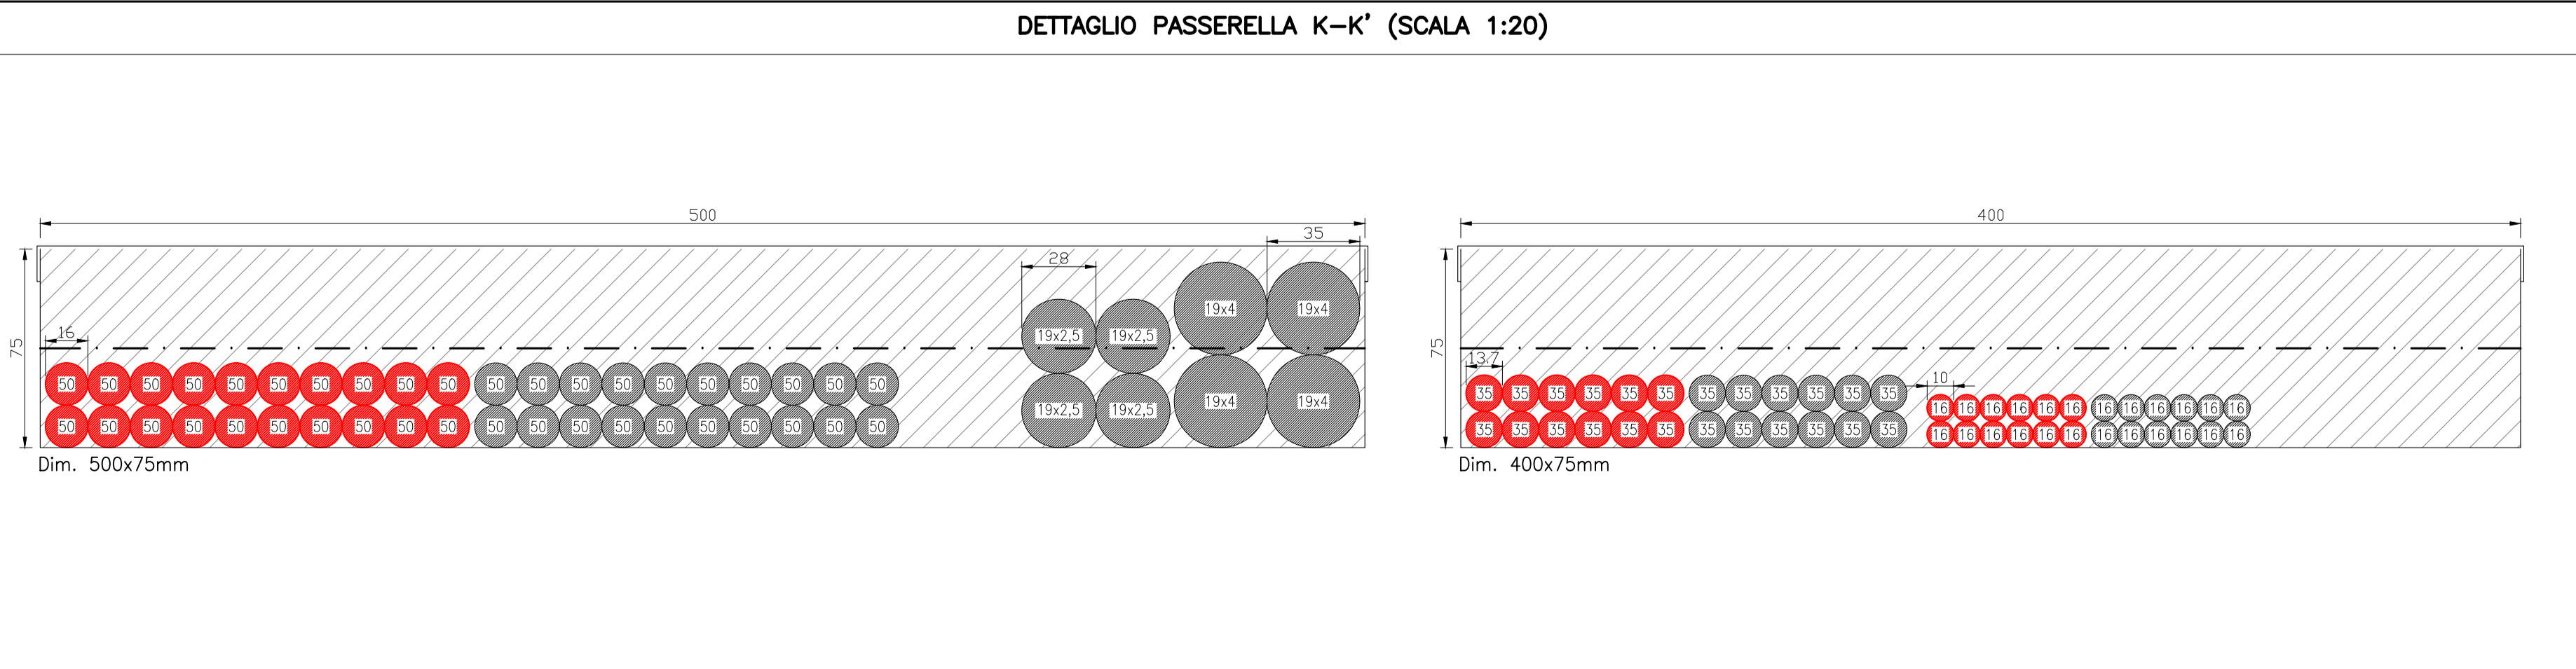 DETTAGLIO PASSERELLA K-K' (SCALA 1:20)
500
400
35
28
16
75
19x4 19x4
19x2,5 19x2,5
50 50 50 50 50 50 50 50 50 50 50 50 50 50 50 50 50 50 50 50
19x2,5 19x2,5 19x4 19x4
50 50 50 50 50 50 50 50 50 50 50 50 50 50 50 50 50 50 50 50
Dim. 500x75mm
75
13.7
10
35 35 35 35 35 35 35 35 35 35 35 35
16 16 16 16 16 16 16 16 16 16 16 16
35 35 35 35 35 35 35 35 35 35 35 35
16 16 16 16 16 16 16 16 16 16 16 16
Dim. 400x75mm